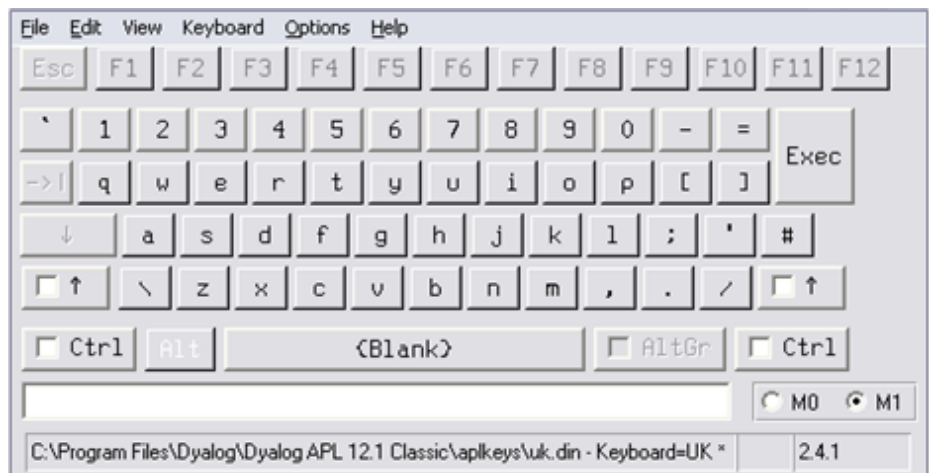 File Edit View Keyboard Options Help
Esc F1 F2 F3 F4 F5 F6 F7 F8 F9 F10 F11 F12
` 1 2 3 4 5 6 7 8 9 0 - = Exec
->| q w e r t y u i o p [ ]
↓ a s d f g h j k l ; ' #
↑ \ z x c v b n m , . / ↑
Ctrl Alt {Blank} AltGr Ctrl
M0 M1
C:\Program Files\Dyalog\Dyalog APL 12.1 Classic\aplkeys\uk.din - Keyboard=UK * 2.4.1